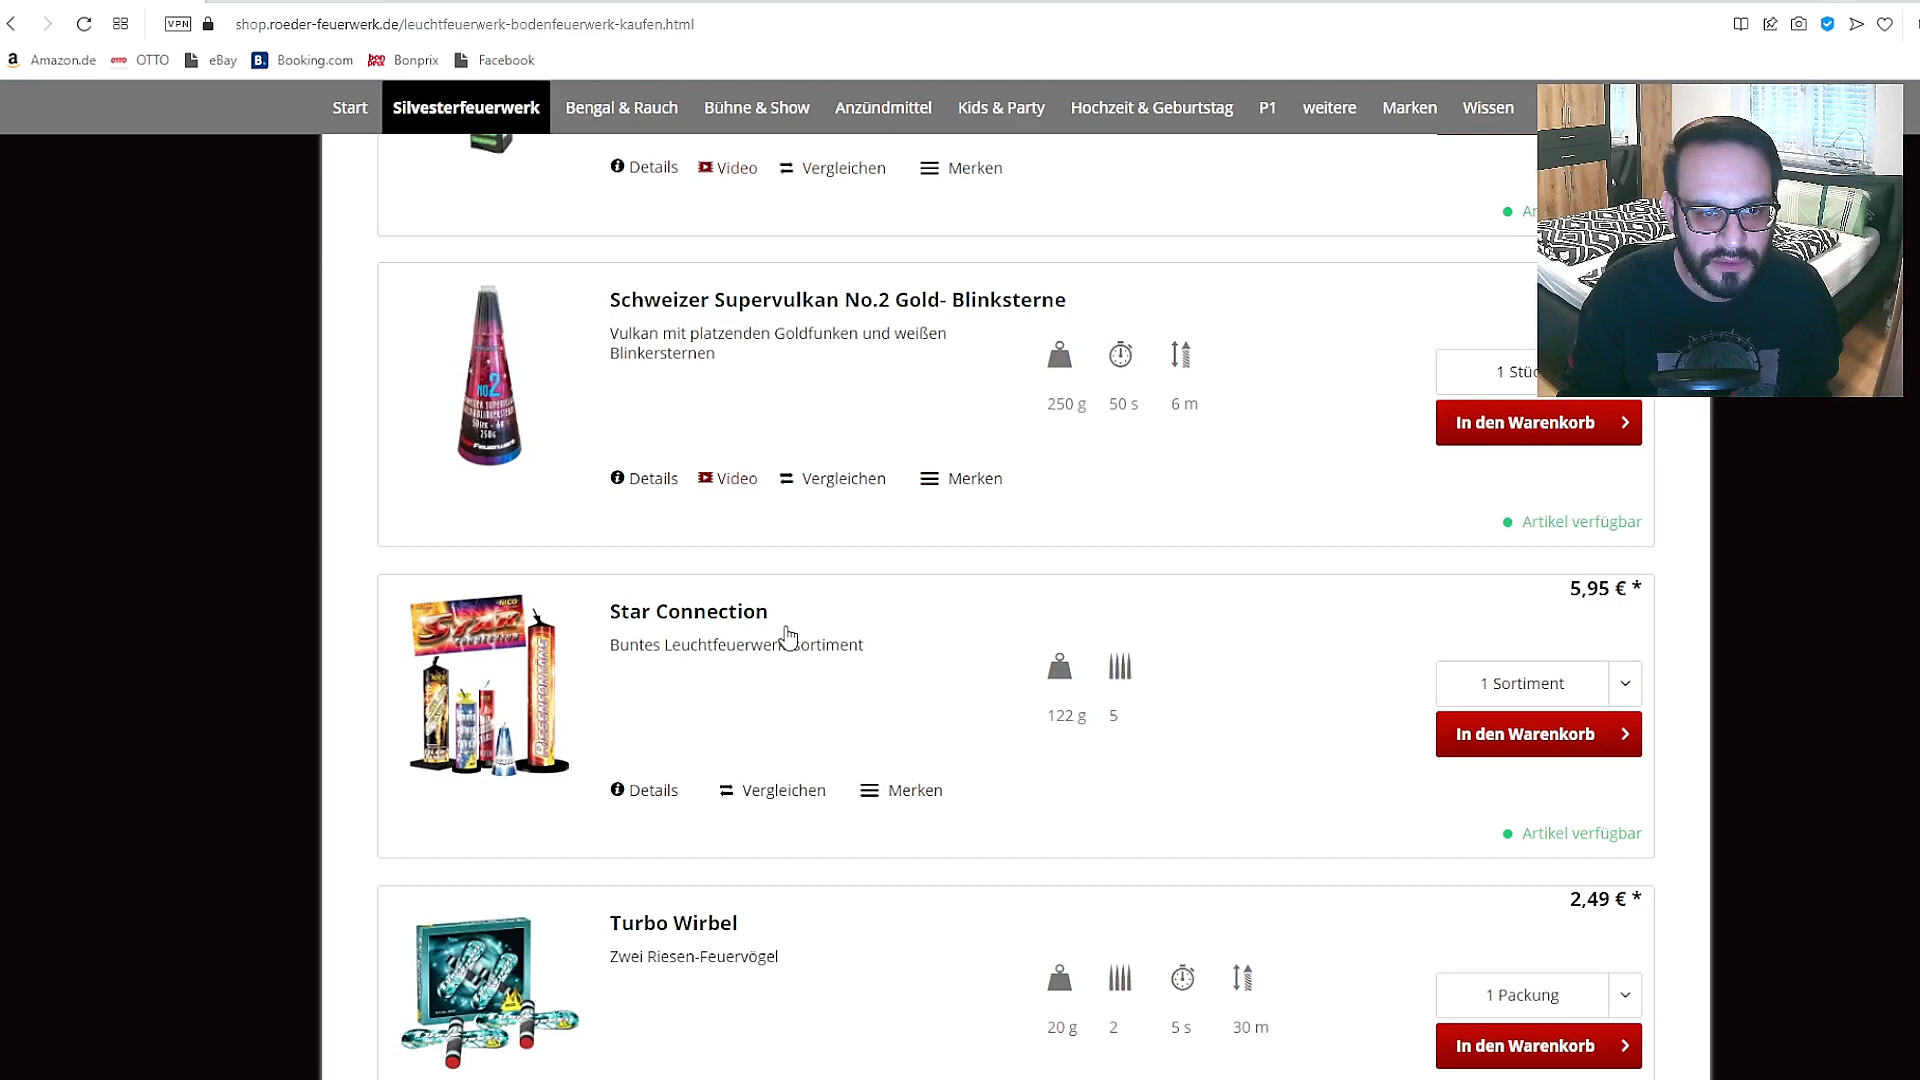 VPN shop.roeder-feuerwerk.de/leuchtfeuerwerk-bodenfeuerwerk-kaufen.html
Amazon.de OTTO eBay Booking.com Bonprix Facebook
Start Silvesterfeuerwerk Bengal & Rauch Bühne & Show Anzündmittel Kids & Party Hochzeit & Geburtstag P1 weitere Marken Wissen
Details Video Vergleichen Merken
Schweizer Supervulkan No.2 Gold- Blinksterne
Vulkan mit platzenden Goldfunken und weißen
Blinkersternen
250 g 50 s 6 m
1 Stüc
In den Warenkorb
Details Video Vergleichen Merken
Artikel verfügbar
5,95 € *
Star Connection
Buntes Leuchtfeuerwerk
1 Sortiment
122 g 5
In den Warenkorb
Details Vergleichen Merken
Artikel verfügbar
2,49 € *
Turbo Wirbel
Zwei Riesen-Feuervögel
1 Packung
20 g 2 5 s 30 m
In den Warenkorb